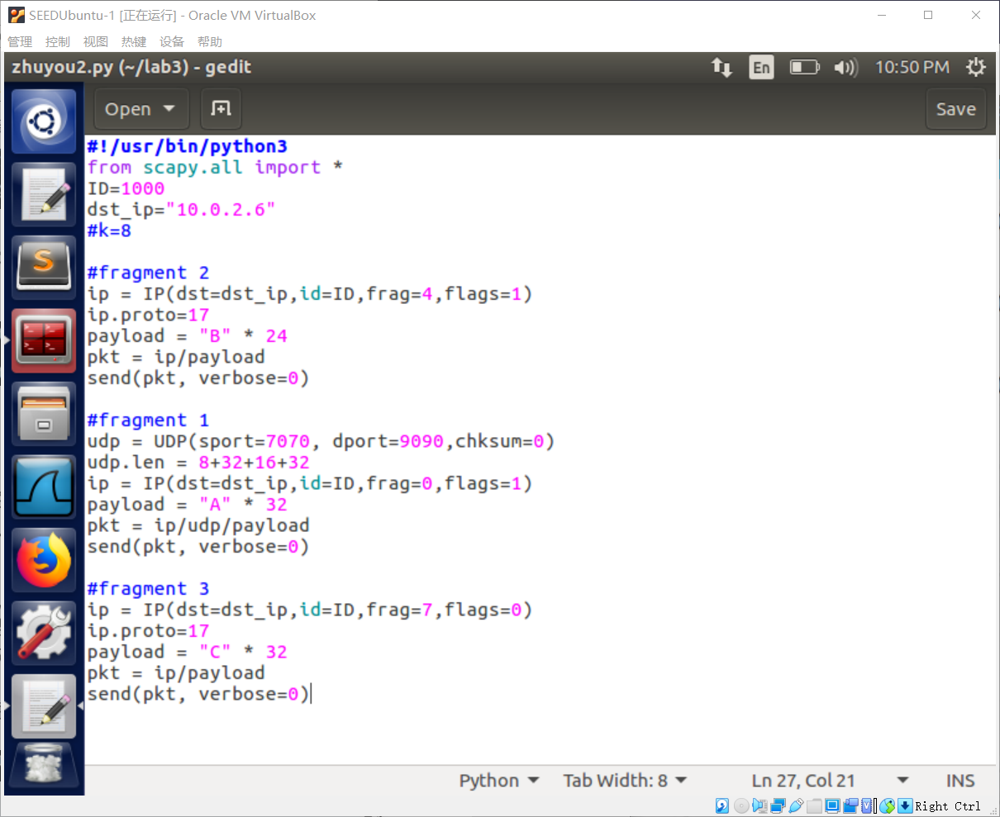 SEEDUbuntu-1 [正在运行] - Oracle VM VirtualBox
管理 控制 视图 热键 设备 帮助
zhuyou2.py (~/lab3) - gedit En 10:50 PM
Open Save
#!/usr/bin/python3
from scapy.all import *
ID=1000
dst_ip="10.0.2.6"
#k=8
#fragment 2
ip = IP(dst=dst_ip,id=ID,frag=4,flags=1)
ip.proto=17
payload = "B" * 24
pkt = ip/payload
send(pkt, verbose=0)
#fragment 1
udp = UDP(sport=7070, dport=9090,chksum=0)
udp.len = 8+32+16+32
ip = IP(dst=dst_ip,id=ID,frag=0,flags=1)
payload = "A" * 32
pkt = ip/udp/payload
send(pkt, verbose=0)
#fragment 3
ip = IP(dst=dst_ip,id=ID,frag=7,flags=0)
ip.proto=17
payload = "C" * 32
pkt = ip/payload
send(pkt, verbose=0)
Python Tab Width: 8 Ln 27, Col 21 INS
Right Ctrl